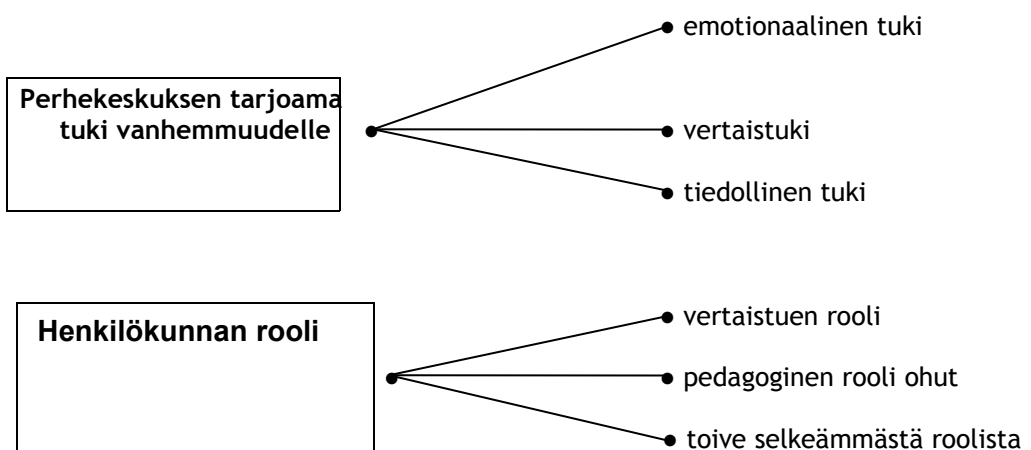 • emotionaalinen tuki
Perhekeskuksen tarjoama
tuki vanhemmuudelle •
• vertaistuki
• tiedollinen tuki
• vertaistuen rooli
Henkilökunnan rooli
• pedagoginen rooli ohut
• toive selkeämmästä roolista